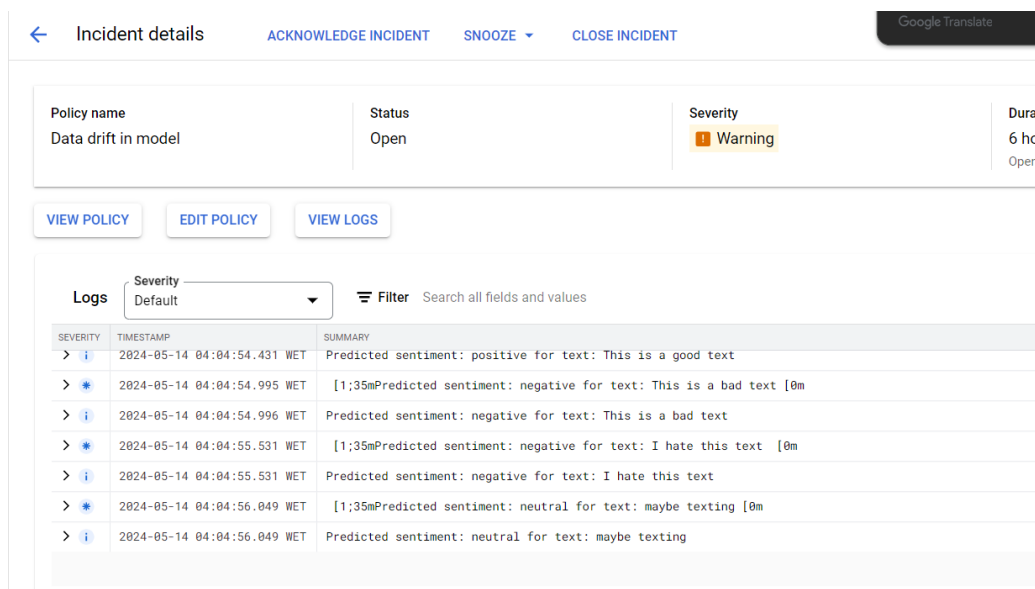 Google Translate
Incident details ACKNOWLEDGE INCIDENT SNOOZE CLOSE INCIDENT
Policy name Status Severity
Data drift in model Open Warning 6
VIEW POLICY EDIT POLICY VIEW LOGS
Logs Severity Default Filter Search all fields and values
SEVERITY TIMESTAMP SUMMARY
2024-05-14 04:04:54.431 WET Predicted sentiment: positive for text: This is a good text
2024-05-14 04:04:54.995 WET [1;35mPredicted sentiment: negative for text: This is a bad text [0m
2024-05-14 04:04:54.996 WET Predicted sentiment: negative for text: This is a bad text
2024-05-14 04:04:55.531 WET [1;35mPredicted sentiment: negative for text: I hate this text [0m
2024-05-14 04:04:55.531 WET Predicted sentiment: negative for text: I hate this text
2024-05-14 04:04:56.049 WET [1;35mPredicted sentiment: neutral for text: maybe texting [0m
2024-05-14 04:04:56.049 WET Predicted sentiment: neutral for text: maybe texting